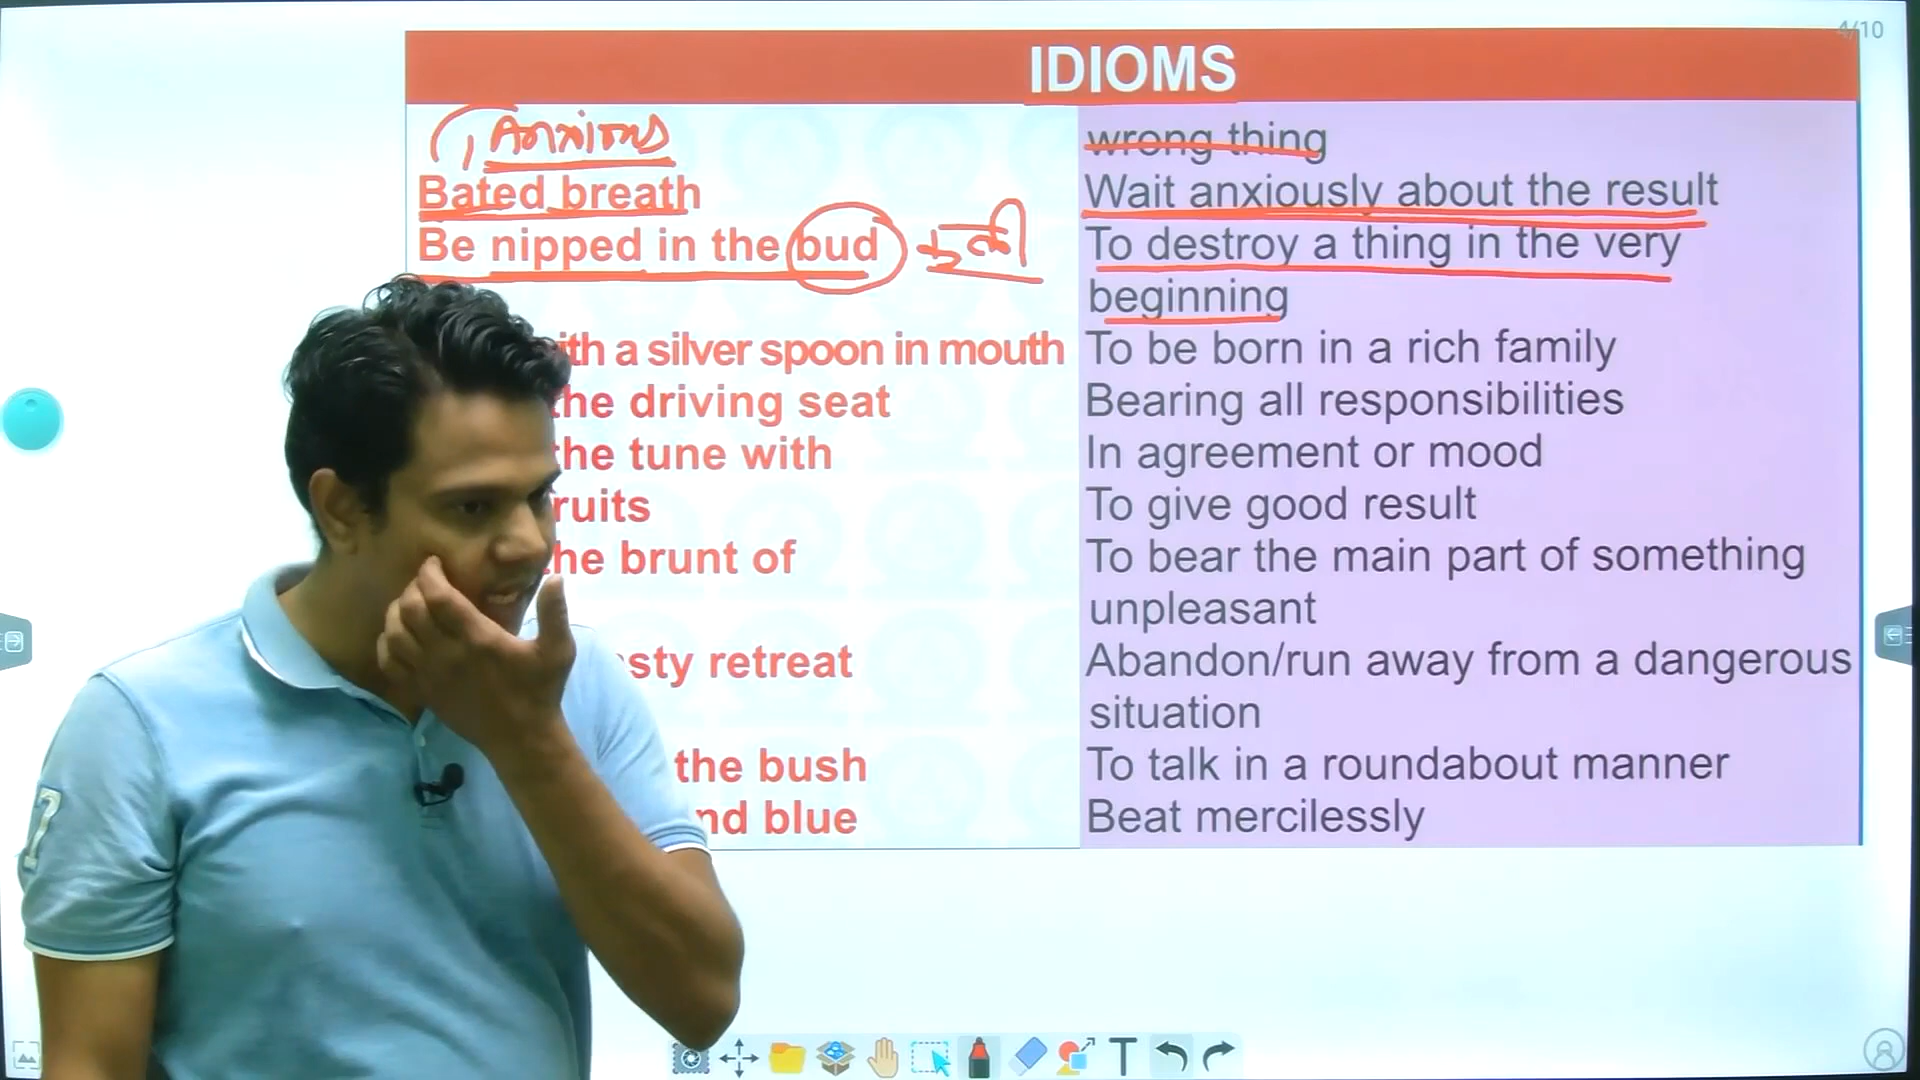 4/10
IDIOMS
Anxious
wrong thing
Bated breath
Wait anxiously about the result
Be nipped in the bud
To destroy a thing in the very
beginning
ith a silver spoon in mouth
To be born in a rich family
the driving seat
Bearing all responsibilities
the tune with
In agreement or mood
ruits
To give good result
he brunt of
To bear the main part of something
unpleasant
sty retreat
Abandon/run away from a dangerous
situation
the bush
To talk in a roundabout manner
nd blue
Beat mercilessly
7
T